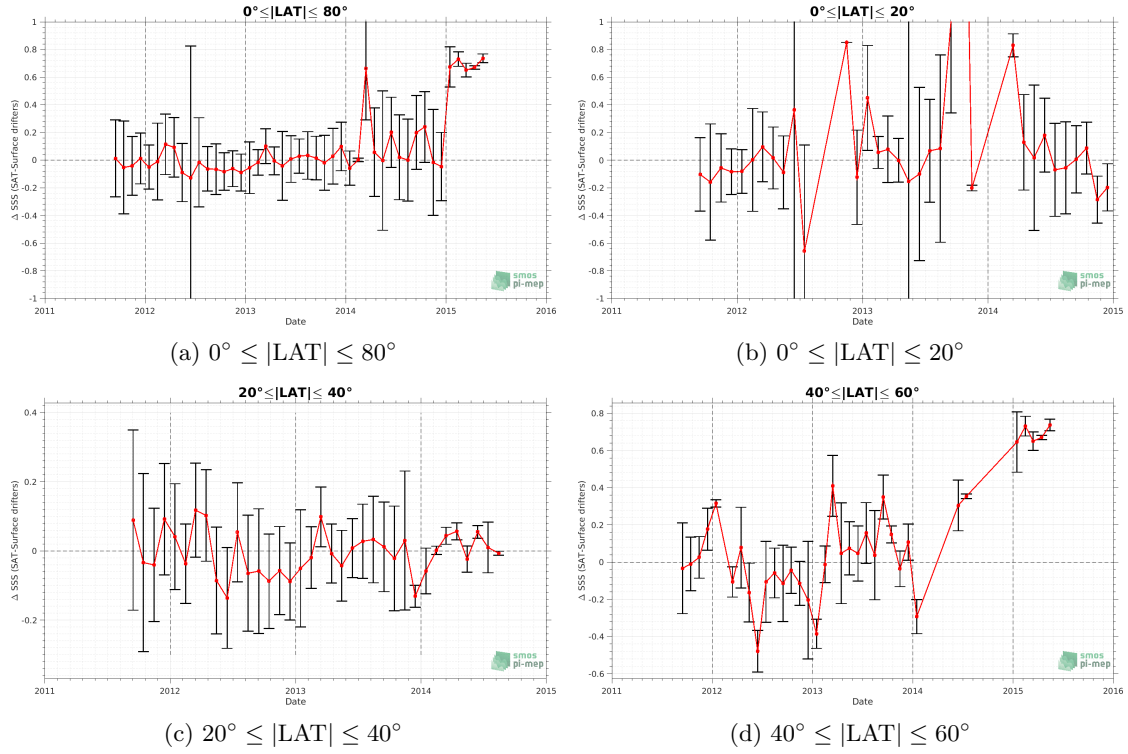 0°≤|LAT|≤ 80°
Δ SSS (SAT-Surface drifters)
1
0.8
0.6
0.4
0.2
0
-0.2
-0.4
-0.6
-0.8
-1
2011
2012
2013
2014
2015
2016
Date
smos
pi-mep
(a) 0° ≤ |LAT| ≤ 80°
0°≤|LAT|≤ 20°
Δ SSS (SAT-Surface drifters)
1
0.8
0.6
0.4
0.2
0
-0.2
-0.4
-0.6
-0.8
-1
2011
2012
2013
2014
2015
Date
smos
pi-mep
(b) 0° ≤ |LAT| ≤ 20°
20°≤|LAT|≤ 40°
Δ SSS (SAT-Surface drifters)
0.4
0.2
0
-0.2
2011
2012
2013
2014
2015
Date
smos
pi-mep
(c) 20° ≤ |LAT| ≤ 40°
40°≤|LAT|≤ 60°
Δ SSS (SAT-Surface drifters)
0.8
0.6
0.4
0.2
0
-0.2
-0.4
-0.6
2011
2012
2013
2014
2015
2016
Date
smos
pi-mep
(d) 40° ≤ |LAT| ≤ 60°